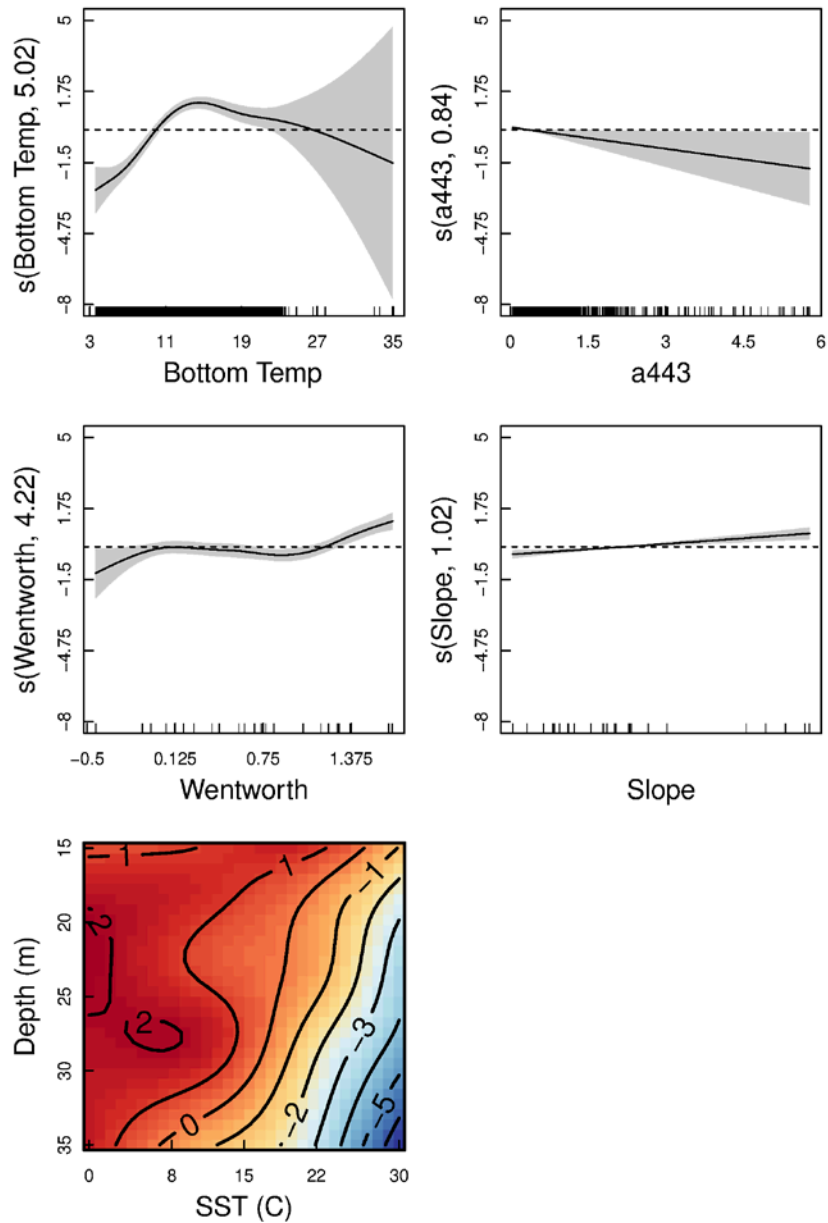 s(Bottom Temp, 5.02)
5
1.75
-1.5
-4.75
-8
3 11 19 27 35
Bottom Temp
s(a443, 0.84)
5
1.75
-1.5
-4.75
-8
0 1.5 3 4.5 6
a443
s(Wentworth, 4.22)
5
1.75
-1.5
-4.75
-8
-0.5 0.125 0.75 1.375
Wentworth
s(Slope, 1.02)
5
1.75
-1.5
-4.75
-8
Slope
Depth (m)
15
20
25
30
35
1
1
-1
2
2
-3
0
-2
-5
0 8 15 22 30
SST (C)